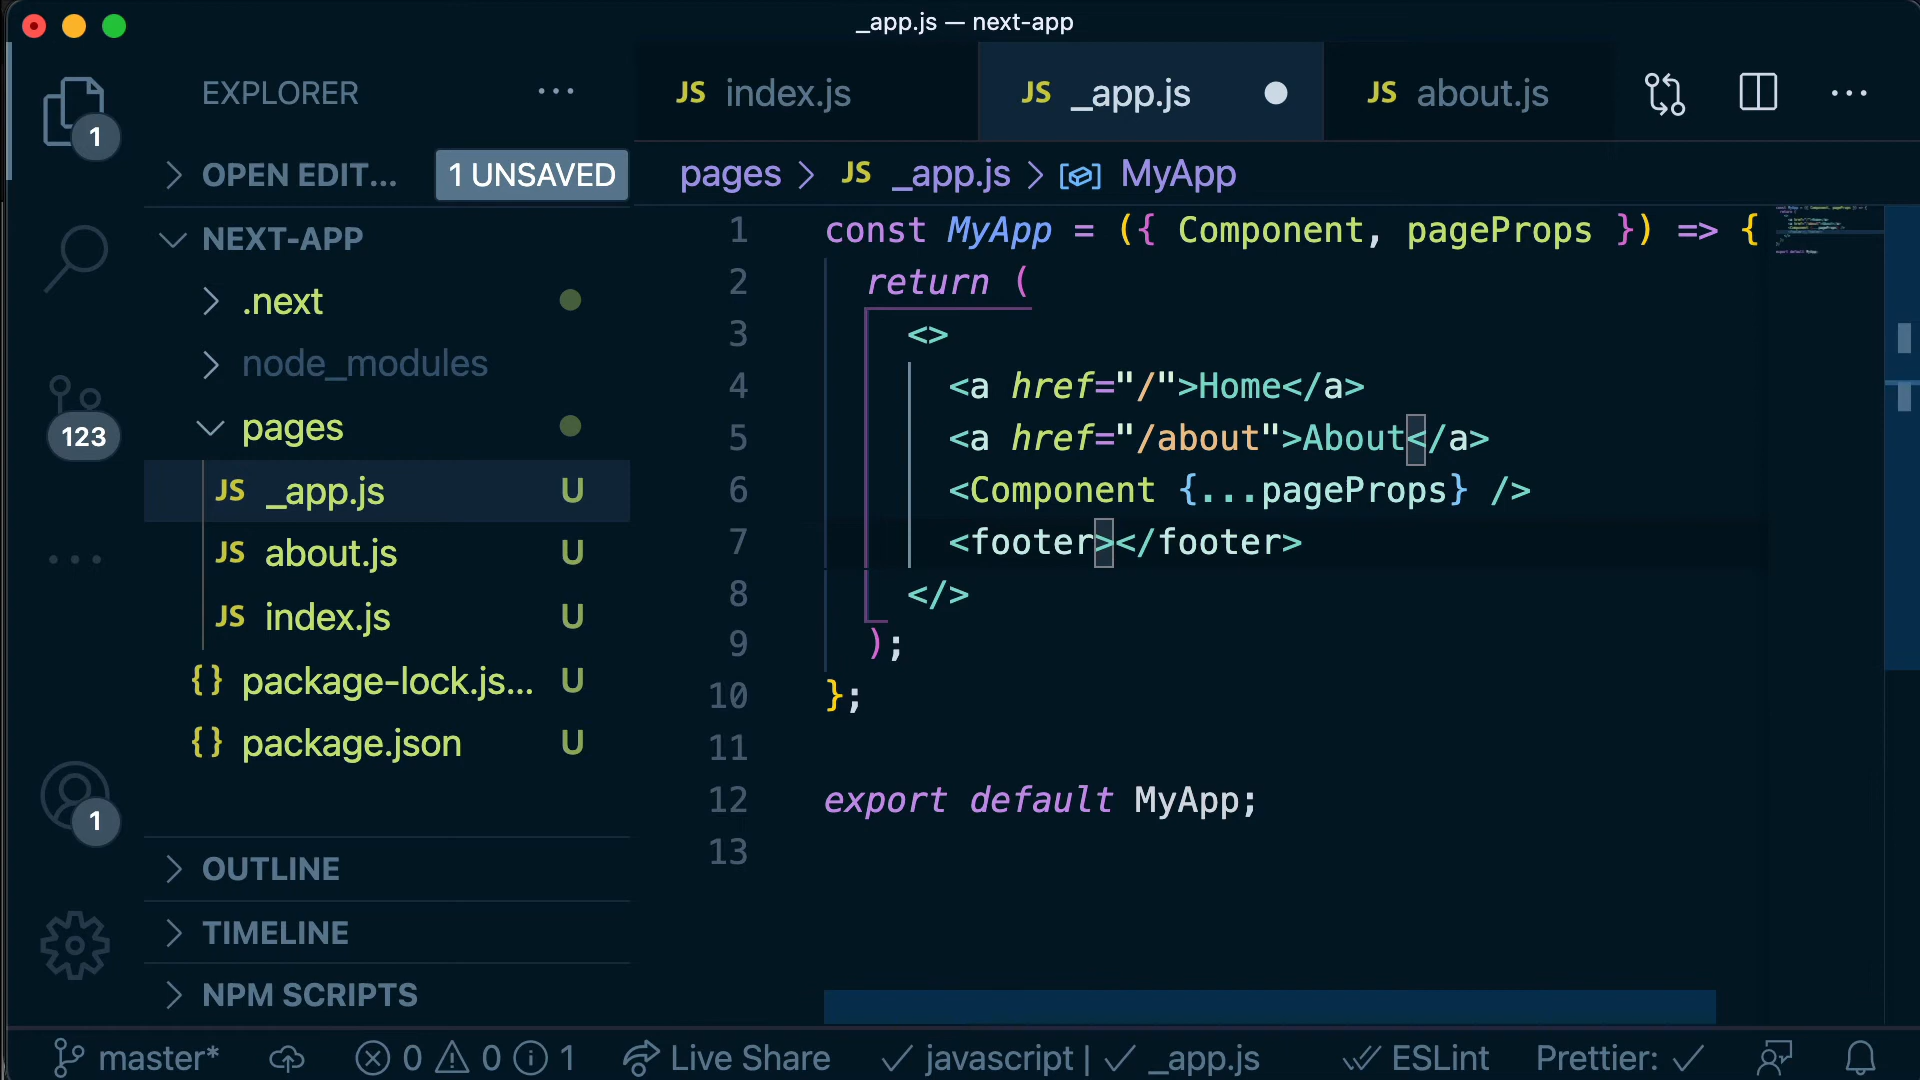 _app.js — next-app
EXPLORER
JS index.js
JS _app.js
JS about.js
1
OPEN EDIT... 1 UNSAVED
pages > JS _app.js > MyApp
NEXT-APP
.next
node_modules
pages
123
JS _app.js U
JS about.js U
JS index.js U
{} package-lock.js... U
{} package.json U
1
OUTLINE
TIMELINE
NPM SCRIPTS
1 const MyApp = ({ Component, pageProps }) => {
2 return (
3 <>
4 <a href="/">Home</a>
5 <a href="/about">About</a>
6 <Component {...pageProps} />
7 <footer></footer>
8 </>
9 );
10 };
11
12 export default MyApp;
13
master* 0 0 1 Live Share ✓ javascript | ✓ _app.js ESLint Prettier: ✓